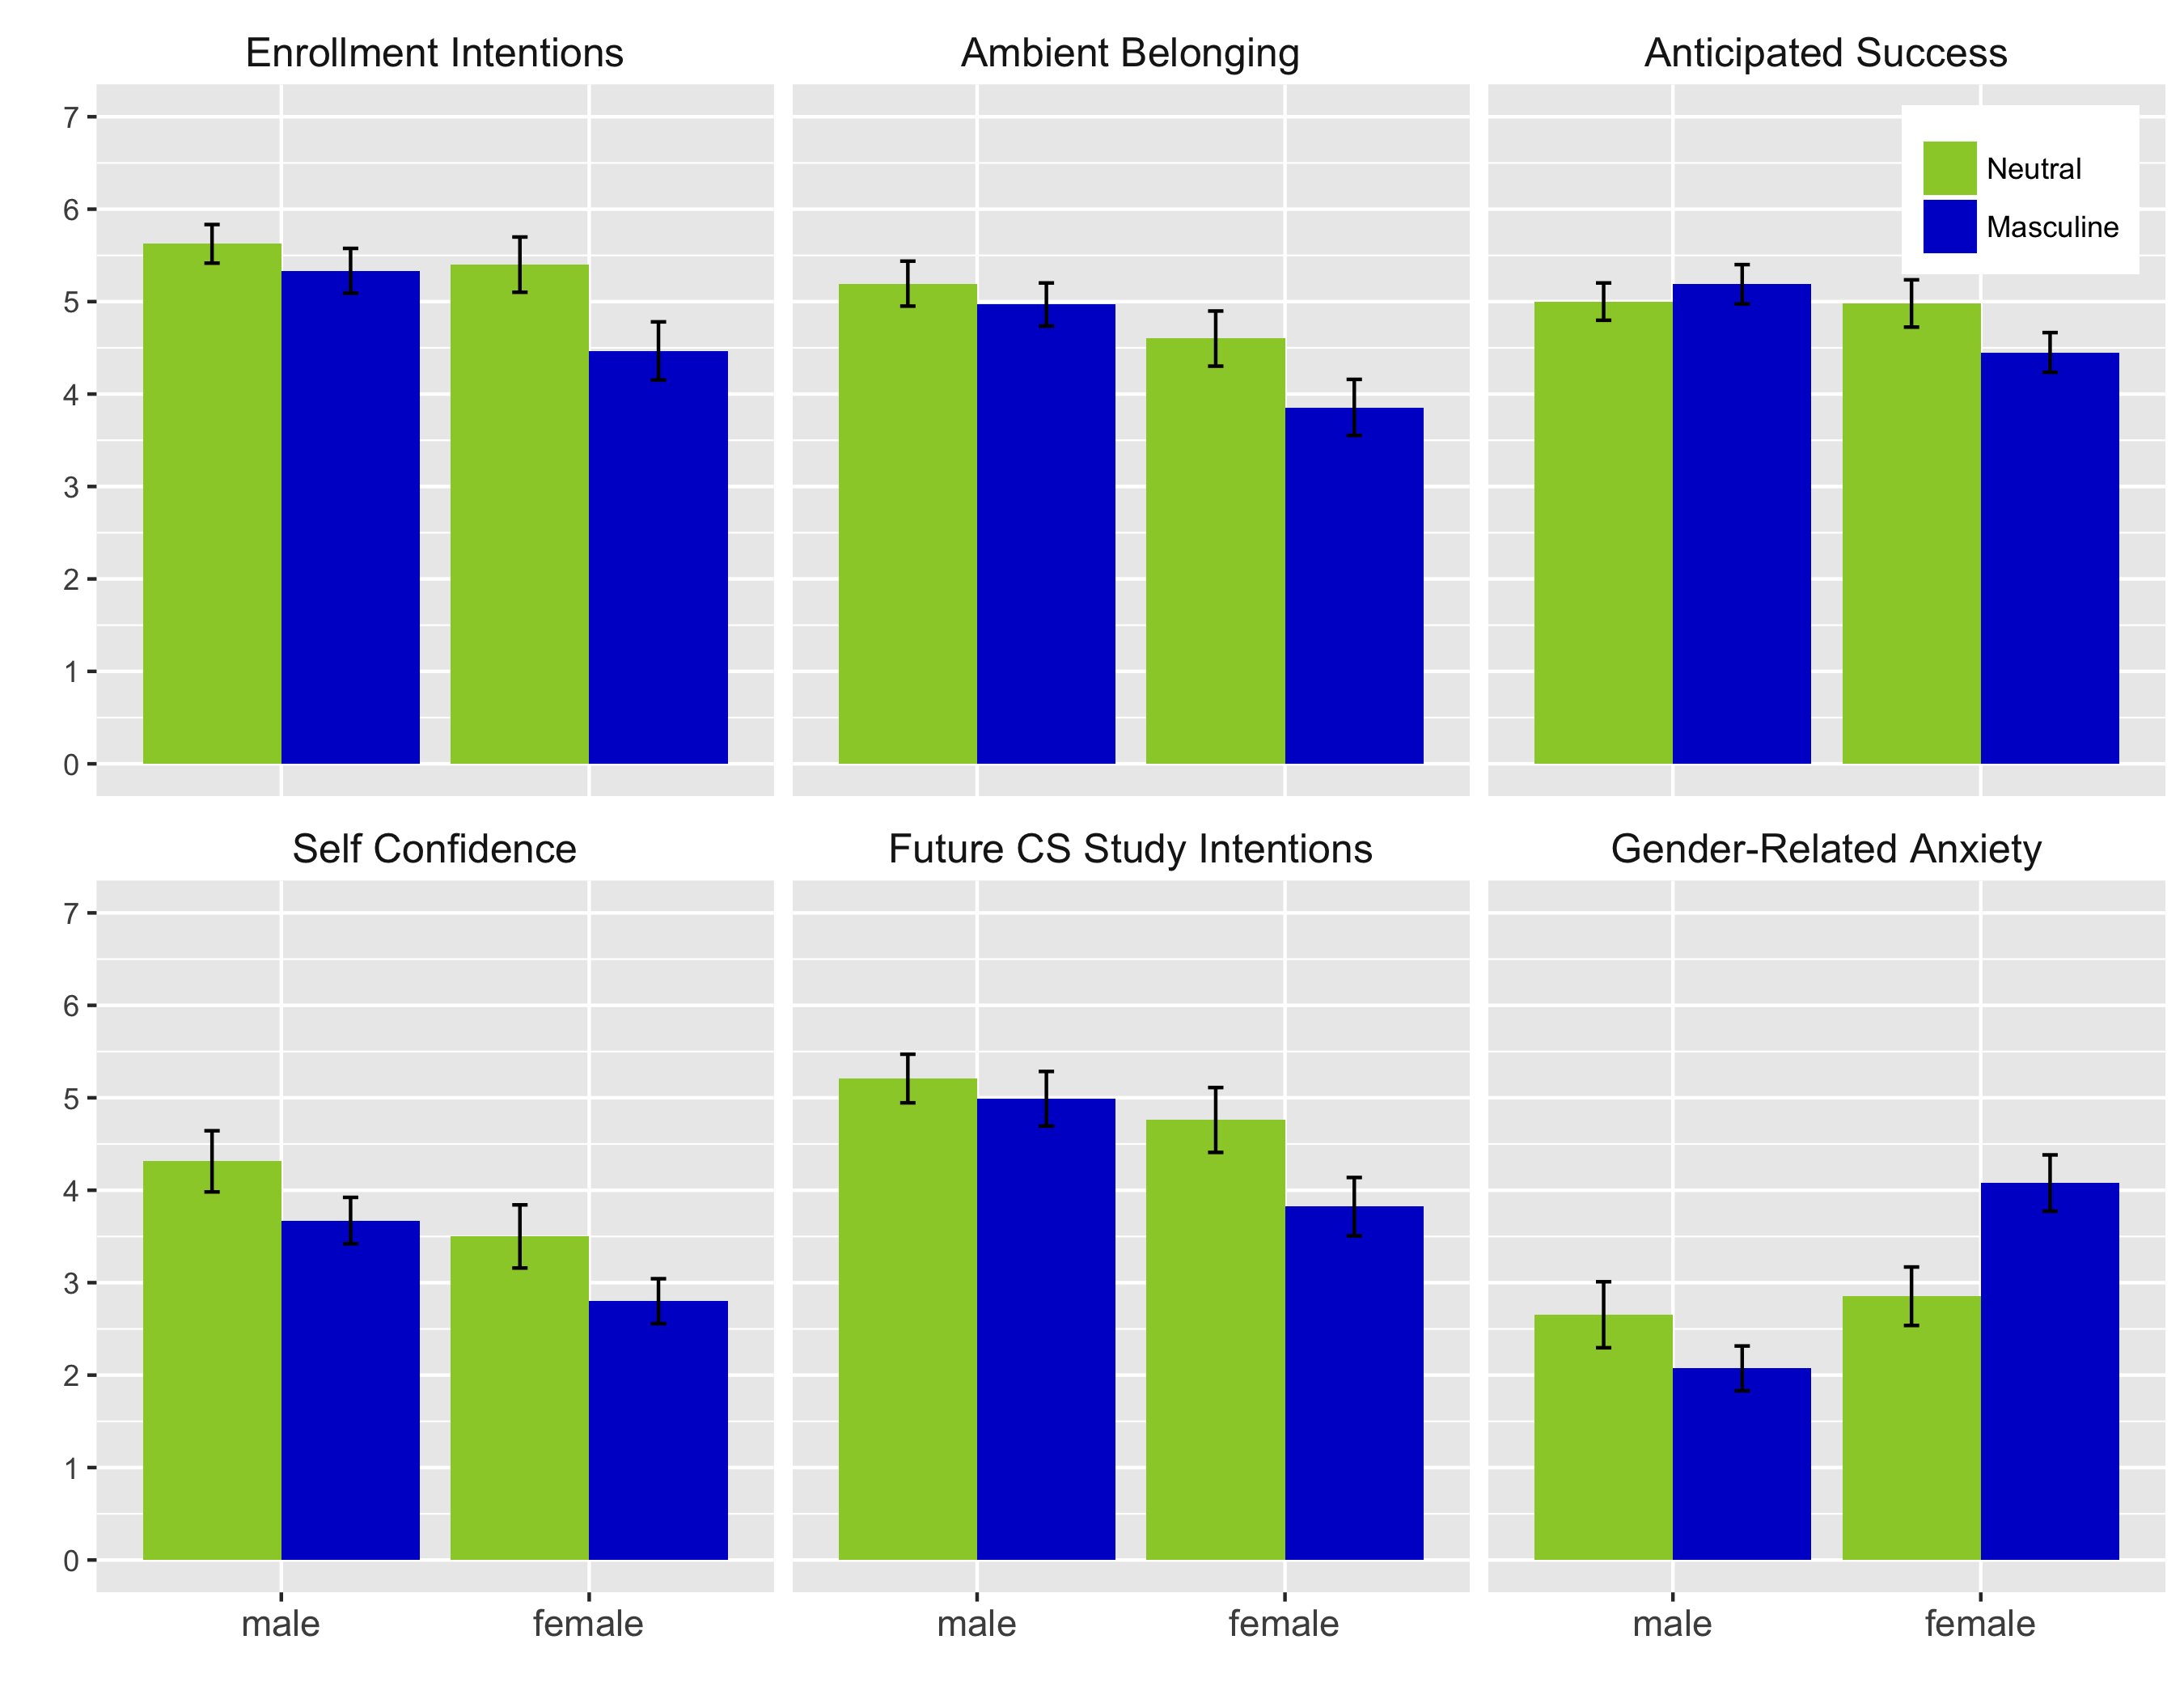 Enrollment Intentions
Ambient Belonging
Anticipated Success
7
6
5
4
3
2
1
0
Neutral
Masculine
Self Confidence
Future CS Study Intentions
Gender-Related Anxiety
7
6
5
4
3
2
1
0
male
female
male
female
male
female